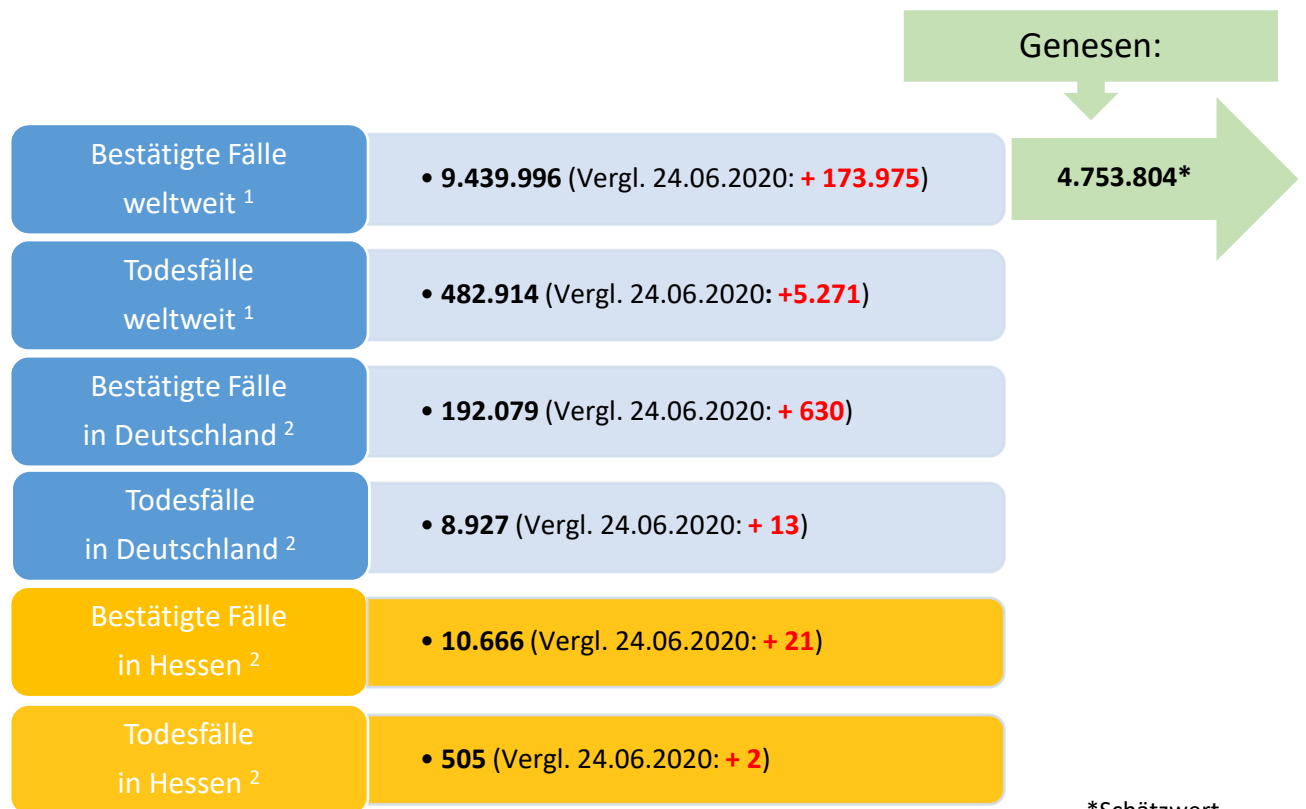 Genesen:
Bestätigte Fälle
weltweit ¹
• 9.439.996 (Vergl. 24.06.2020: + 173.975)
4.753.804*
Todesfälle
weltweit ¹
• 482.914 (Vergl. 24.06.2020: +5.271)
Bestätigte Fälle
in Deutschland ²
• 192.079 (Vergl. 24.06.2020: + 630)
Todesfälle
in Deutschland ²
• 8.927 (Vergl. 24.06.2020: + 13)
Bestätigte Fälle
in Hessen ²
• 10.666 (Vergl. 24.06.2020: + 21)
Todesfälle
in Hessen ²
• 505 (Vergl. 24.06.2020: + 2)
*Schätzwert